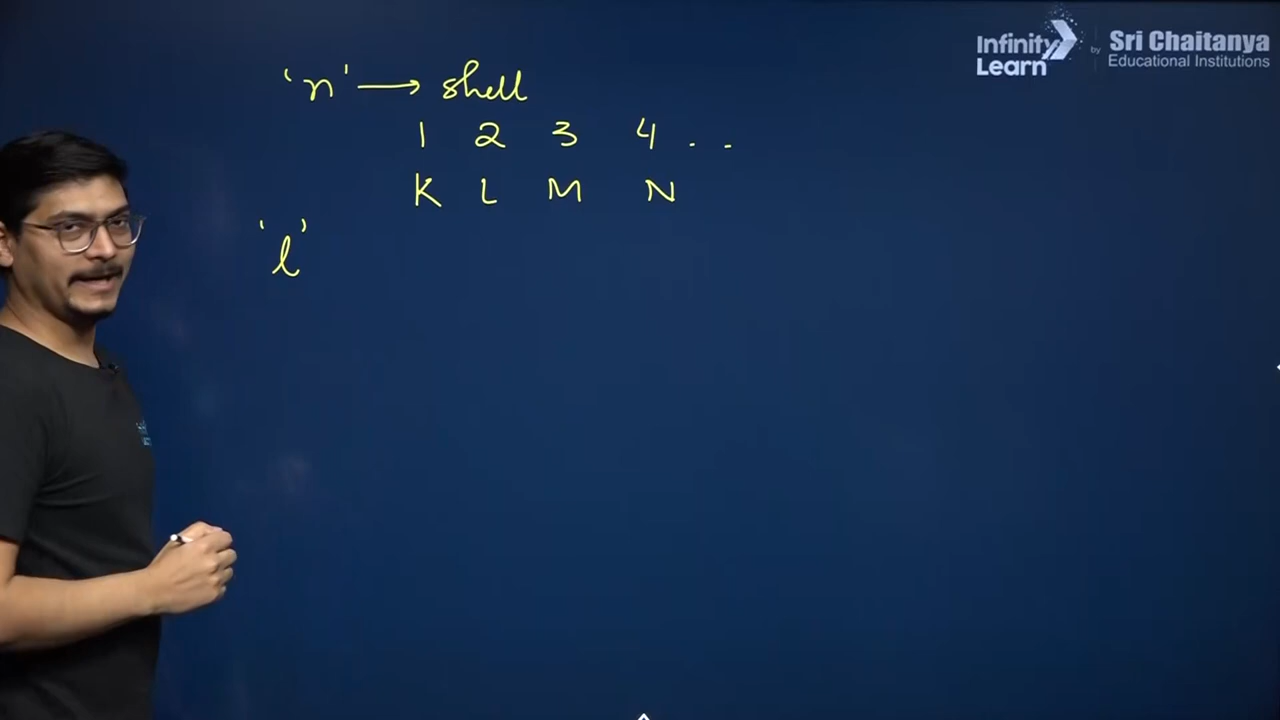 Infinity Learn by Sri Chaitanya Educational Institutions
'n' → shell
1 2 3 4 . .
K L M N
'l'